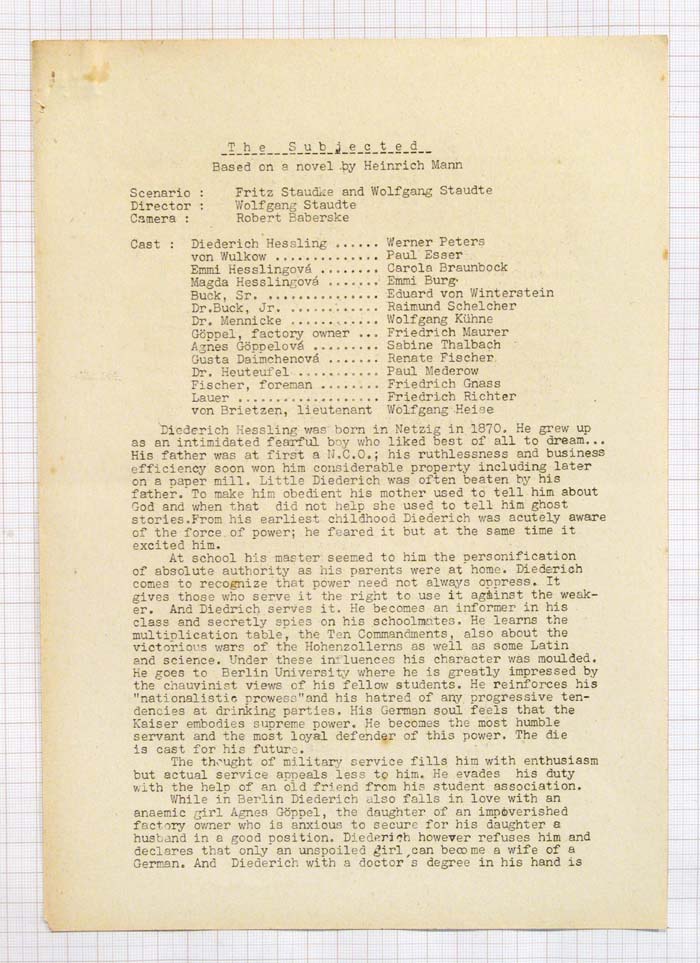 The Subjected
Based on a novel by Heinrich Mann
Scenario : Fritz Staudke and Wolfgang Staudte
Director : Wolfgang Staudte
Camera : Robert Baberske
Cast : Diederich Hessling ...... Werner Peters
von Wulkow ............. Paul Esser
Emmi Hesslingová ........ Carola Braunbock
Magda Hesslingová ....... Emmi Burg
Buck, Sr. .............. Eduard von Winterstein
Dr.Buck, Jr. ............ Raimund Schelcher
Dr. Mennicke ........... Wolfgang Kühne
Göppel, factory owner ... Friedrich Maurer
Agnes Göppelová ......... Sabine Thalbach
Gusta Daimchenová ...... Renate Fischer
Dr. Heuteufel .......... Paul Mederow
Fischer, foreman ........ Friedrich Gnass
Lauer .................. Friedrich Richter
von Brietzen, lieutenant Wolfgang Heise
Diederich Hessling was born in Netzig in 1870. He grew up
as an intimidated fearful boy who liked best of all to dream...
His father was at first a N.C.O.; his ruthlessness and business
efficiency soon won him considerable property including later
on a paper mill. Little Diederich was often beaten by his
father. To make him obedient his mother used to tell him about
God and when that did not help she used to tell him ghost
stories.From his earliest childhood Diederich was acutely aware
of the force of power; he feared it but at the same time it
excited him.
At school his master seemed to him the personification
of absolute authority as his parents were at home. Diederich
comes to recognize that power need not always oppress. It
gives those who serve it the right to use it against the weak-
er. And Diedrich serves it. He becomes an informer in his
class and secretly spies on his schoolmates. He learns the
multiplication table, the Ten Commandments, also about the
victorious wars of the Hohenzollerns as well as some Latin
and science. Under these influences his character was moulded.
He goes to Berlin University where he is greatly impressed by
the chauvinist views of his fellow students. He reinforces his
"nationalistic prowess"and his hatred of any progressive ten-
dencies at drinking parties. His German soul feels that the
Kaiser embodies supreme power. He becomes the most humble
servant and the most loyal defender of this power. The die
is cast for his future.
The thought of military service fills him with enthusiasm
but actual service appeals less to him. He evades his duty
with the help of an old friend from his student association.
While in Berlin Diederich also falls in love with an
anaemic girl Agnes Göppel, the daughter of an impoverished
factory owner who is anxious to secure for his daughter a
husband in a good position. Diederich however refuses him and
declares that only an unspoiled girl can become a wife of a
German. And Diederich with a doctor's degree in his hand is